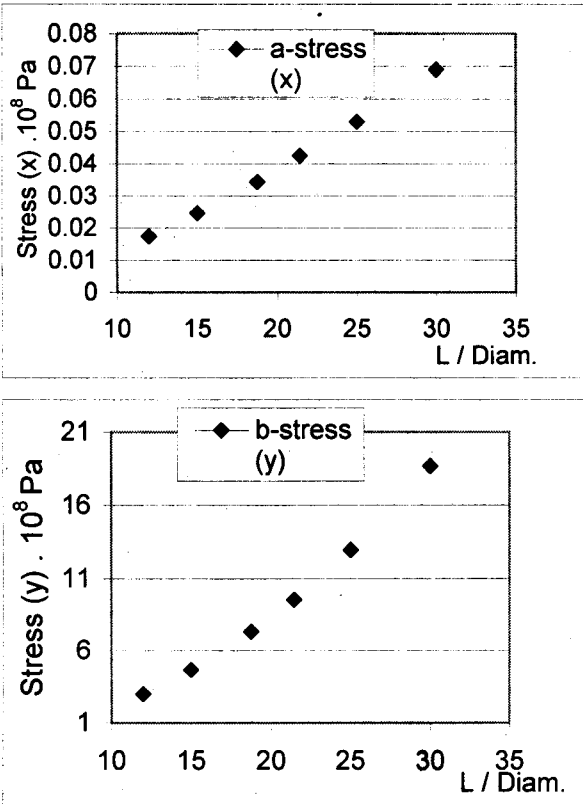 0.08
0.07
0.06
0.05
0.04
0.03
0.02
0.01
0
Stress (x) .10⁸ Pa
a-stress
(x)
10 15 20 25 30 35
L / Diam.
21
16
11
6
1
Stress (y) . 10⁸ Pa
b-stress
(y)
10 15 20 25 30 35
L / Diam.